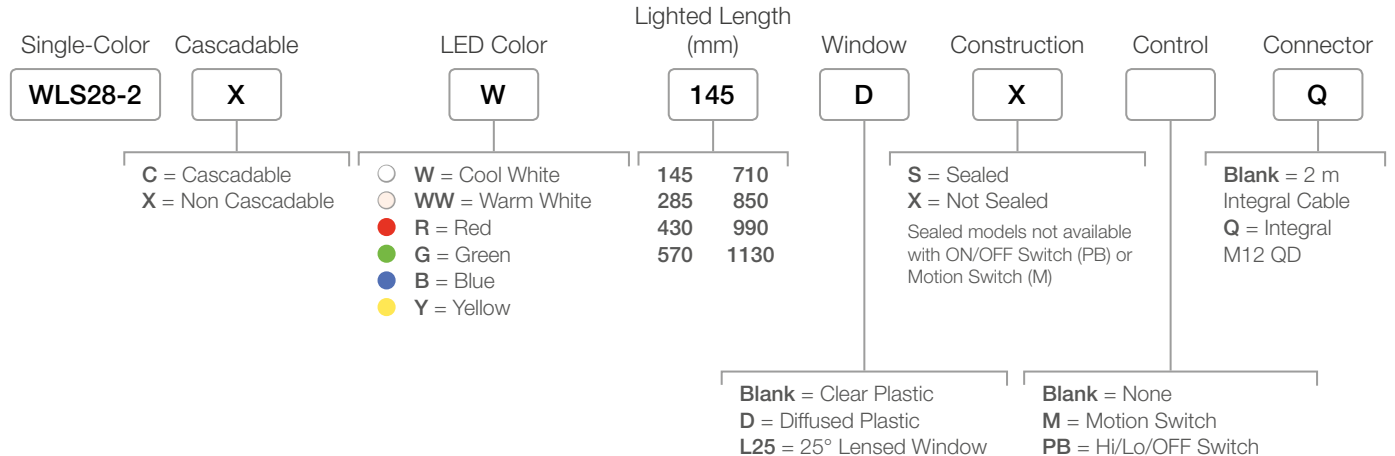 Single-Color Cascadable LED Color Lighted Length (mm) Window Construction Control Connector
WLS28-2 X W 145 D X Q
C = Cascadable
X = Non Cascadable
W = Cool White
WW = Warm White
R = Red
G = Green
B = Blue
Y = Yellow
145 710
285 850
430 990
570 1130
S = Sealed
X = Not Sealed
Sealed models not available
with ON/OFF Switch (PB) or
Motion Switch (M)
Blank = 2 m
Integral Cable
Q = Integral
M12 QD
Blank = Clear Plastic
D = Diffused Plastic
L25 = 25° Lensed Window
Blank = None
M = Motion Switch
PB = Hi/Lo/OFF Switch